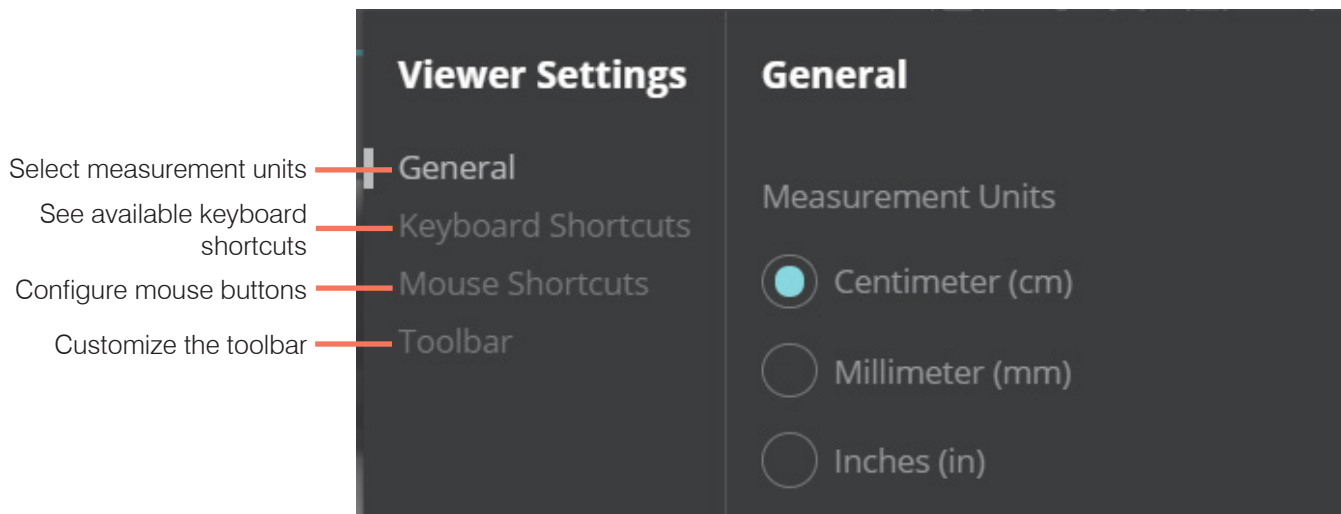 Viewer Settings
General
Select measurement units
General
See available keyboard
shortcuts
Keyboard Shortcuts
Configure mouse buttons
Mouse Shortcuts
Customize the toolbar
Toolbar
Measurement Units
Centimeter (cm)
Millimeter (mm)
Inches (in)